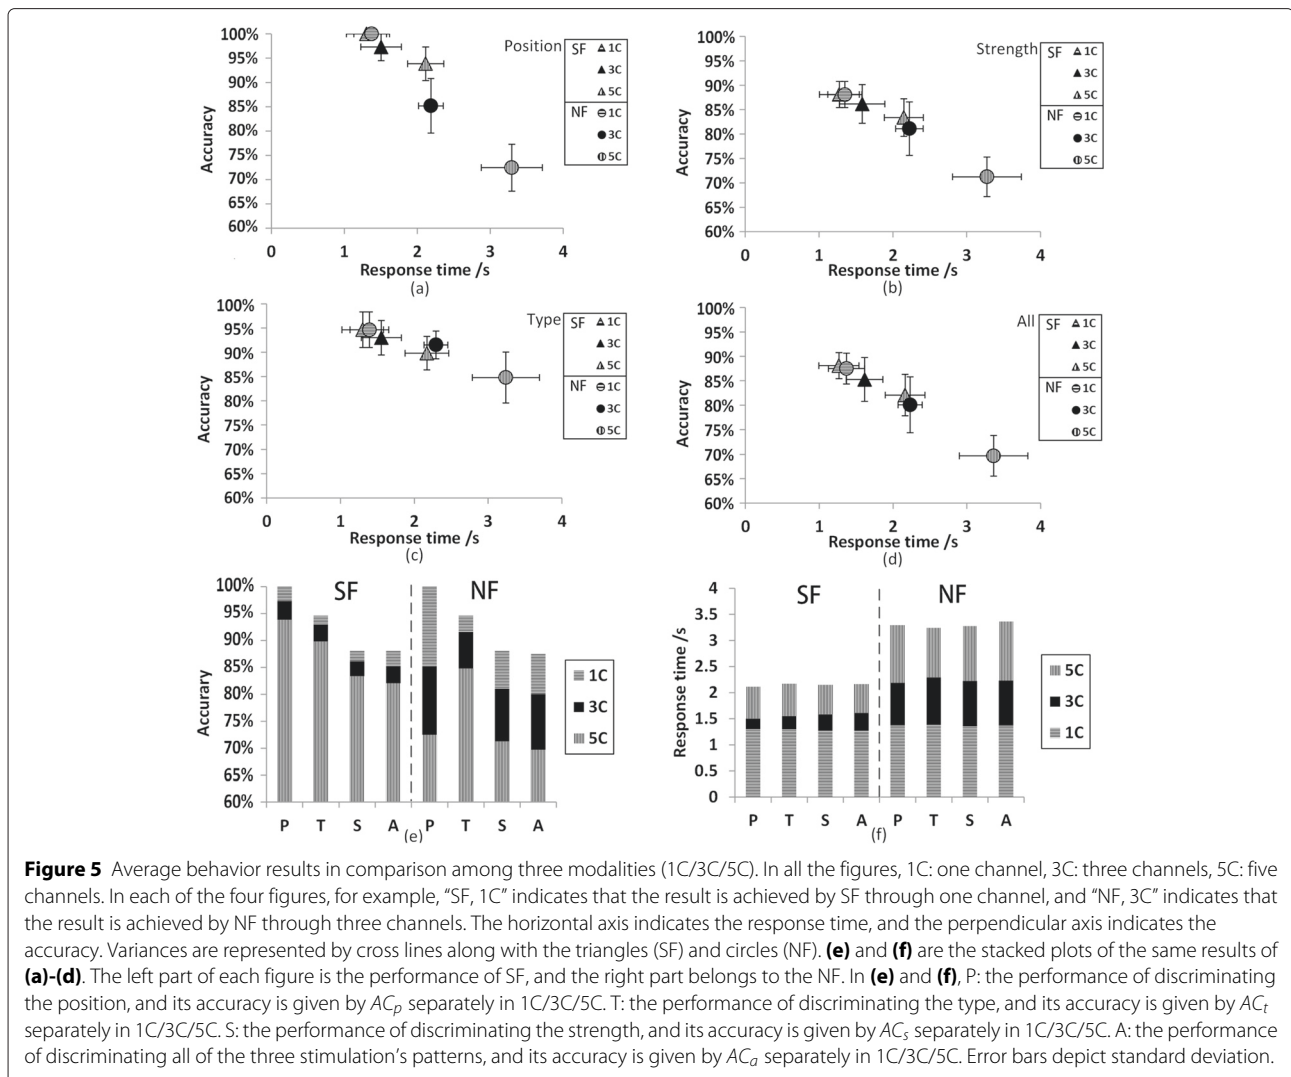 100%
95%
90%
85%
80%
75%
70%
65%
60%
Accuracy
0 1 2 3 4
Response time /s
(a)
Position
SF 1C
3C
5C
NF 1C
3C
5C
100%
95%
90%
85%
80%
75%
70%
65%
60%
Accuracy
0 1 2 3 4
Response time /s
(b)
Strength
SF 1C
3C
5C
NF 1C
3C
5C
100%
95%
90%
85%
80%
75%
70%
65%
60%
Accuracy
0 1 2 3 4
Response time /s
(c)
Type
SF 1C
3C
5C
NF 1C
3C
5C
100%
95%
90%
85%
80%
75%
70%
65%
60%
Accuracy
0 1 2 3 4
Response time /s
(d)
All
SF 1C
3C
5C
NF 1C
3C
5C
100%
95%
90%
85%
80%
75%
70%
65%
60%
Accurary
SF NF
P T S A P T S A
(e)
1C
3C
5C
4
3.5
3
2.5
2
1.5
1
0.5
0
Response time /s
SF NF
P T S A P T S A
(f)
5C
3C
1C
Figure 5 Average behavior results in comparison among three modalities (1C/3C/5C). In all the figures, 1C: one channel, 3C: three channels, 5C: five
channels. In each of the four figures, for example, “SF, 1C” indicates that the result is achieved by SF through one channel, and “NF, 3C” indicates that
the result is achieved by NF through three channels. The horizontal axis indicates the response time, and the perpendicular axis indicates the
accuracy. Variances are represented by cross lines along with the triangles (SF) and circles (NF). (e) and (f) are the stacked plots of the same results of
(a)-(d). The left part of each figure is the performance of SF, and the right part belongs to the NF. In (e) and (f), P: the performance of discriminating
the position, and its accuracy is given by ACp separately in 1C/3C/5C. T: the performance of discriminating the type, and its accuracy is given by ACt
separately in 1C/3C/5C. S: the performance of discriminating the strength, and its accuracy is given by ACs separately in 1C/3C/5C. A: the performance
of discriminating all of the three stimulation’s patterns, and its accuracy is given by ACa separately in 1C/3C/5C. Error bars depict standard deviation.